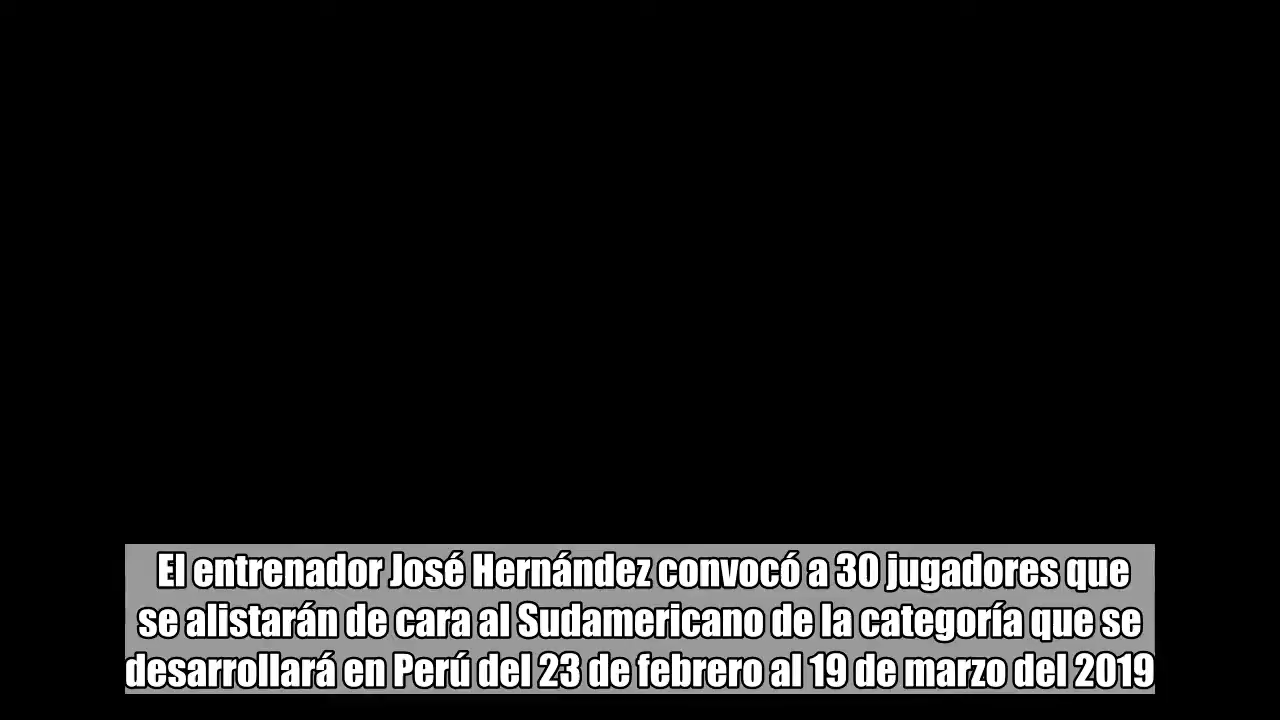 El entrenador José Hernández convocó a 30 jugadores que
se alistarán de cara al Sudamericano de la categoría que se
desarrollará en Perú del 23 de febrero al 19 de marzo del 2019